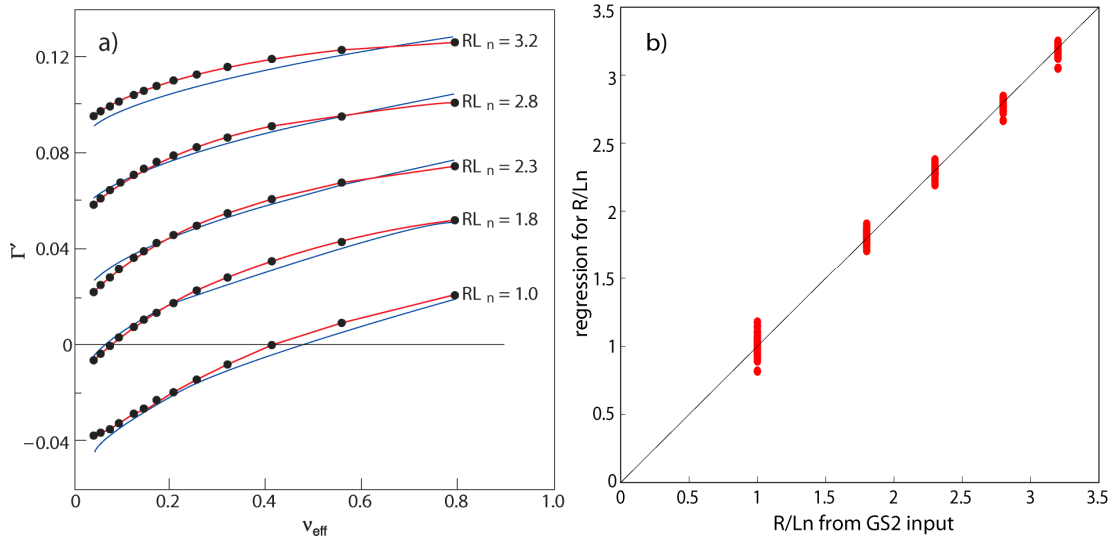 a)
0.12
0.08
0.04
0
−0.04
Γ′
0
0.2
0.4
0.6
0.8
1.0
ν eff
RL n = 3.2
RL n = 2.8
RL n = 2.3
RL n = 1.8
RL n = 1.0
b)
3.5
3
2.5
2
1.5
1
0.5
0
regression for R/Ln
0
0.5
1
1.5
2
2.5
3
3.5
R/Ln from GS2 input